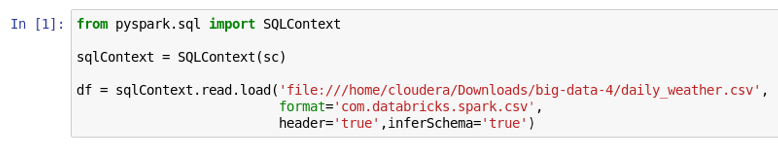 In [1]: from pyspark.sql import SQLContext
sqlContext = SQLContext(sc)
df = sqlContext.read.load('file:///home/cloudera/Downloads/big-data-4/daily_weather.csv',
format='com.databricks.spark.csv',
header='true',inferSchema='true')